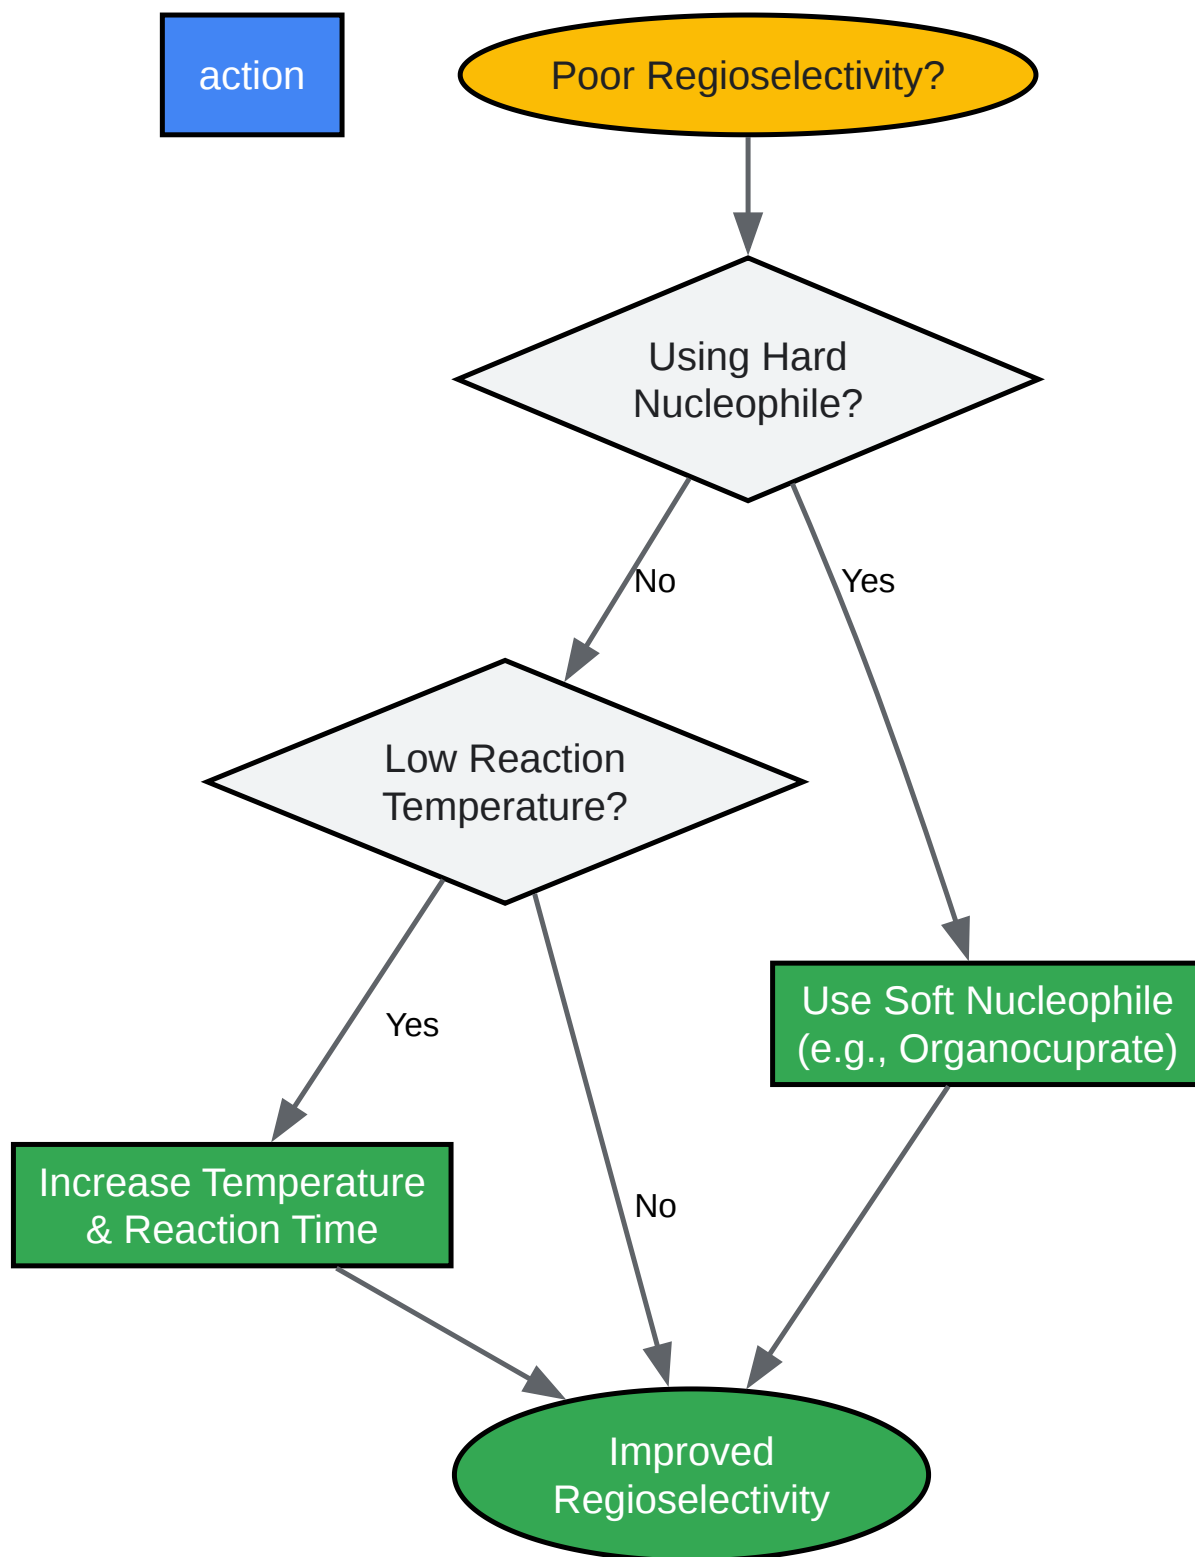 action
Poor Regioselectivity?
Using Hard
Nucleophile?
No
Yes
Low Reaction
Temperature?
Yes
Use Soft Nucleophile
(e.g., Organocuprate)
Increase Temperature
& Reaction Time
No
Improved
Regioselectivity